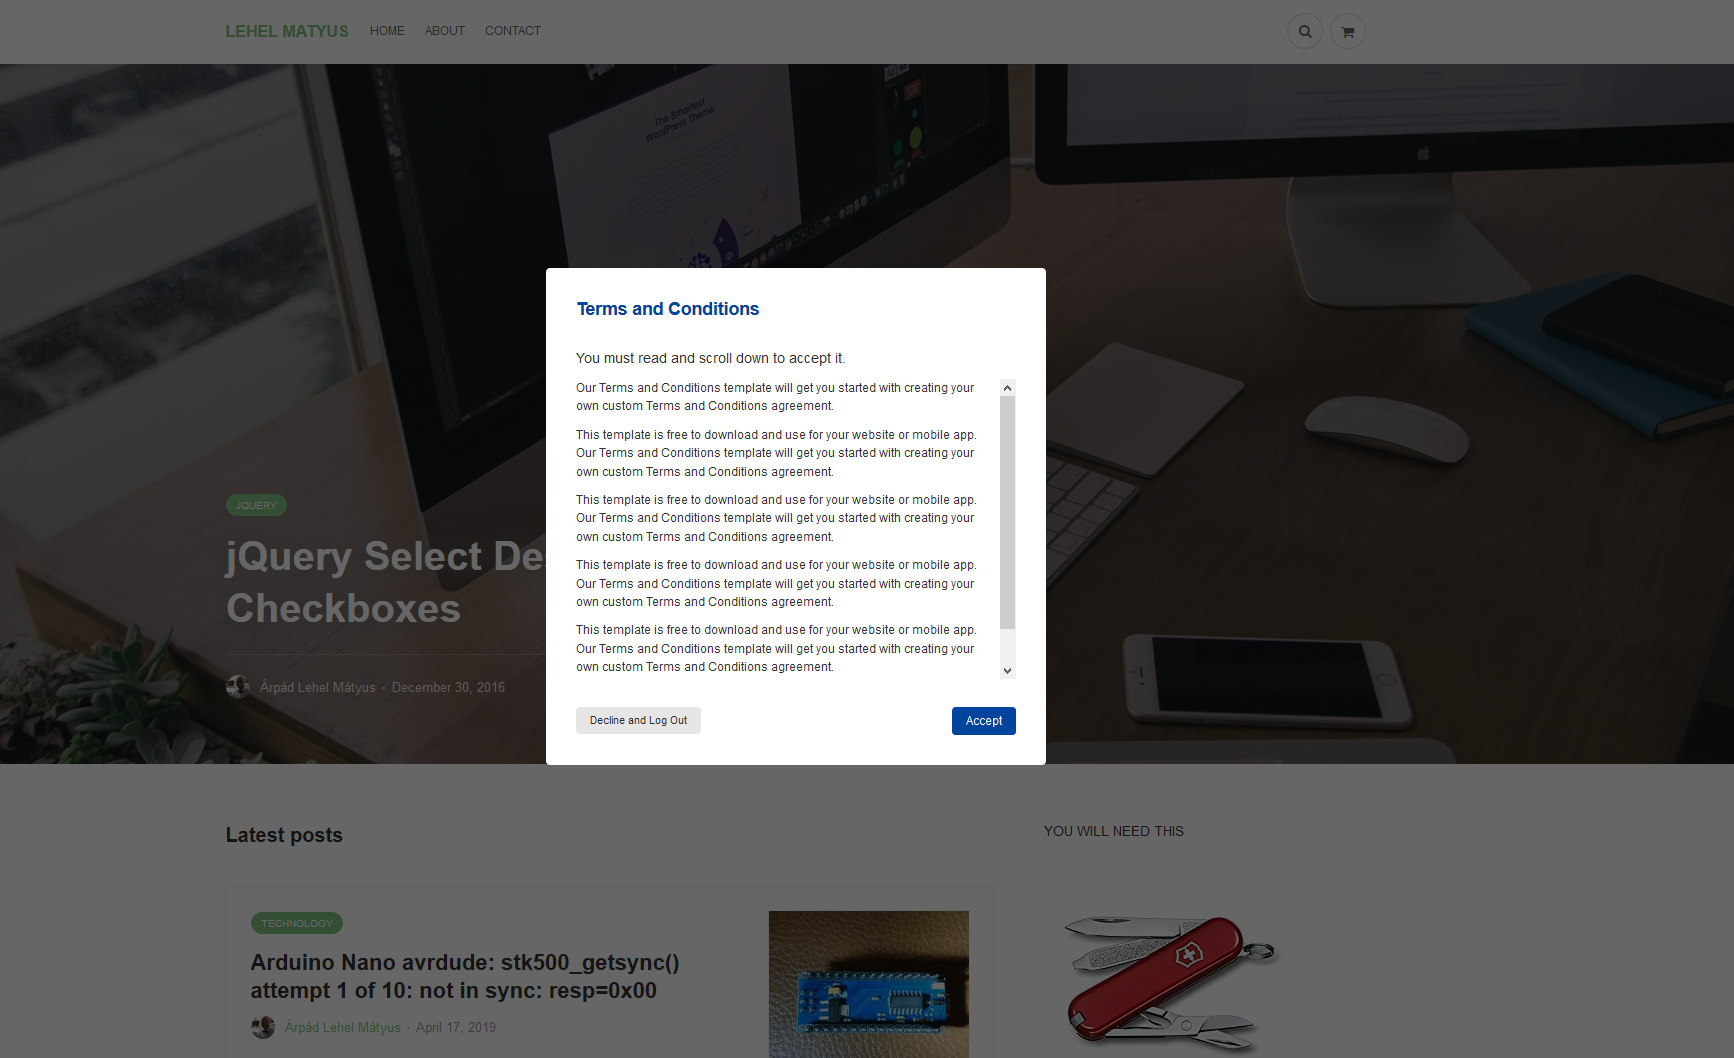 LEHEL MATYUS HOME ABOUT CONTACT
The Smartest
WordPress Theme
Terms and Conditions
You must read and scroll down to accept it.
Our Terms and Conditions template will get you started with creating your
own custom Terms and Conditions agreement.
This template is free to download and use for your website or mobile app.
Our Terms and Conditions template will get you started with creating your
own custom Terms and Conditions agreement.
This template is free to download and use for your website or mobile app.
Our Terms and Conditions template will get you started with creating your
own custom Terms and Conditions agreement.
This template is free to download and use for your website or mobile app.
Our Terms and Conditions template will get you started with creating your
own custom Terms and Conditions agreement.
This template is free to download and use for your website or mobile app.
Our Terms and Conditions template will get you started with creating your
own custom Terms and Conditions agreement.
Decline and Log Out
Accept
JQUERY
jQuery Select De
Checkboxes
Árpád Lehel Mátyus • December 30, 2016
Latest posts
YOU WILL NEED THIS
TECHNOLOGY
Arduino Nano avrdude: stk500_getsync()
attempt 1 of 10: not in sync: resp=0x00
Árpád Lehel Mátyus • April 17, 2019